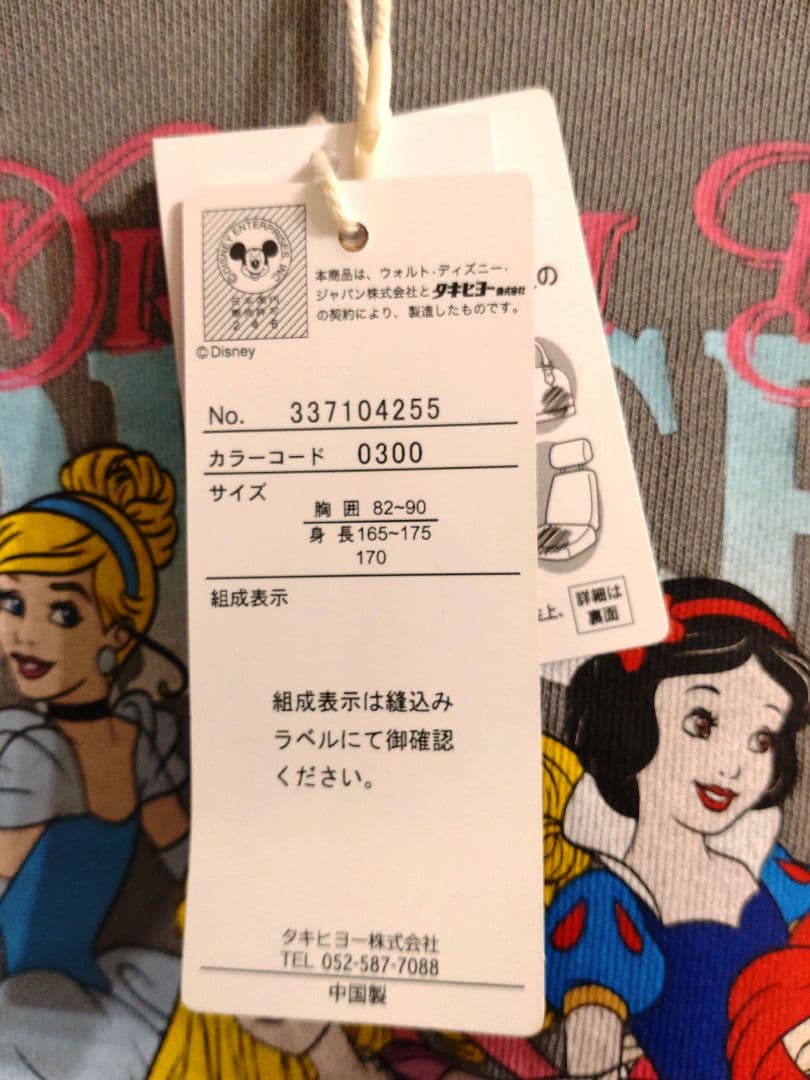 ©DISNEY ENTERPRISES, INC
日本国内
販売許可
246
本商品は、ウォルト・ディズニー・
ジャパン株式会社とタキヒヨー株式会社
の契約により、製造したものです。
©Disney
No. 337104255
カラーコード 0300
サイズ
胸囲 82~90
身長165~175
170
組成表示
組成表示は縫込み
ラベルにて御確認
ください。
タキヒヨー株式会社
TEL 052-587-7088
中国製
の
上。
詳細は
裏面